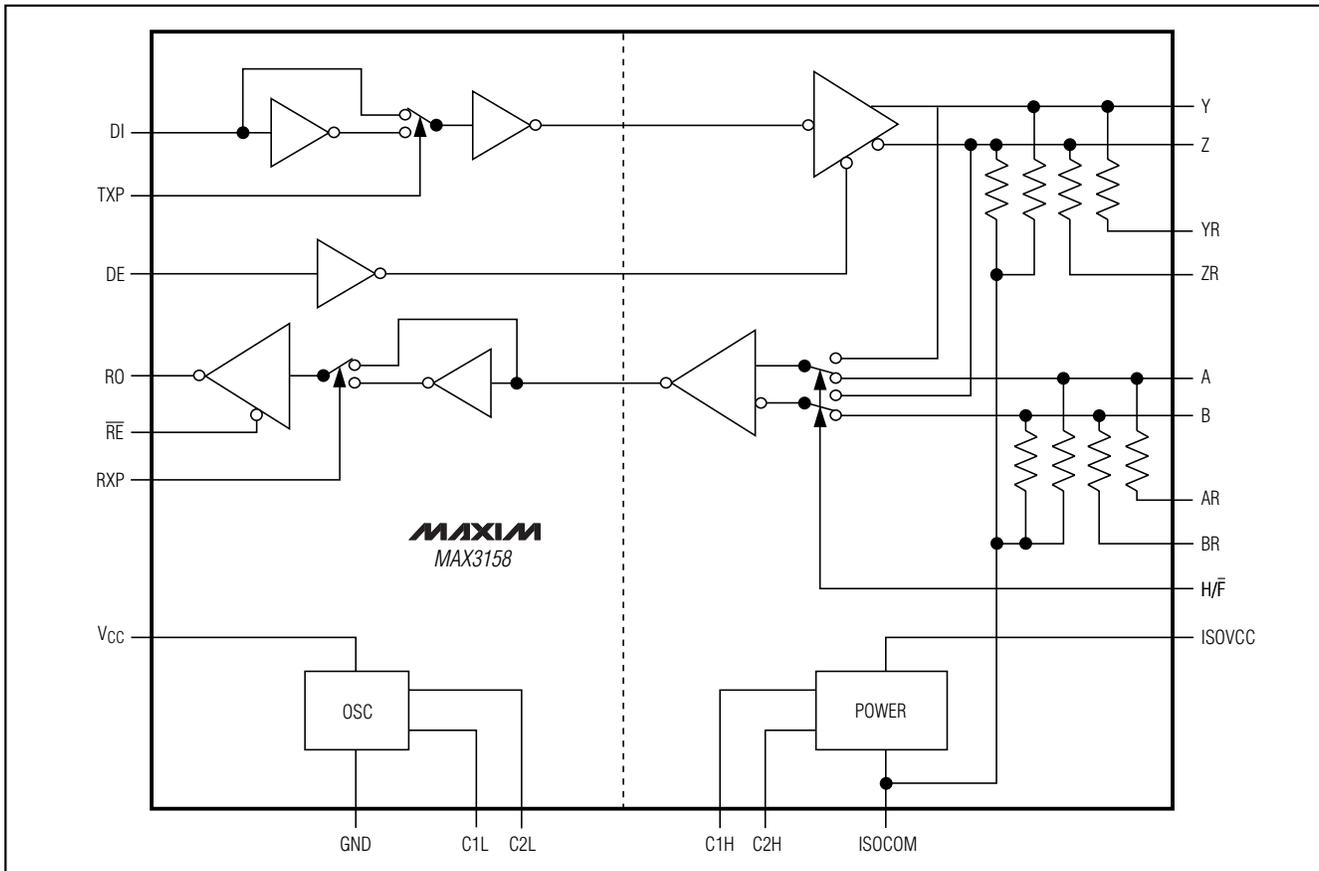 DI
TXP
DE
RO
R̅E̅
RXP
VCC
MAXIM
MAX3158
OSC
POWER
Y
Z
YR
ZR
A
B
AR
BR
H/F̅
ISOVCC
GND
C1L
C2L
C1H
C2H
ISOCOM